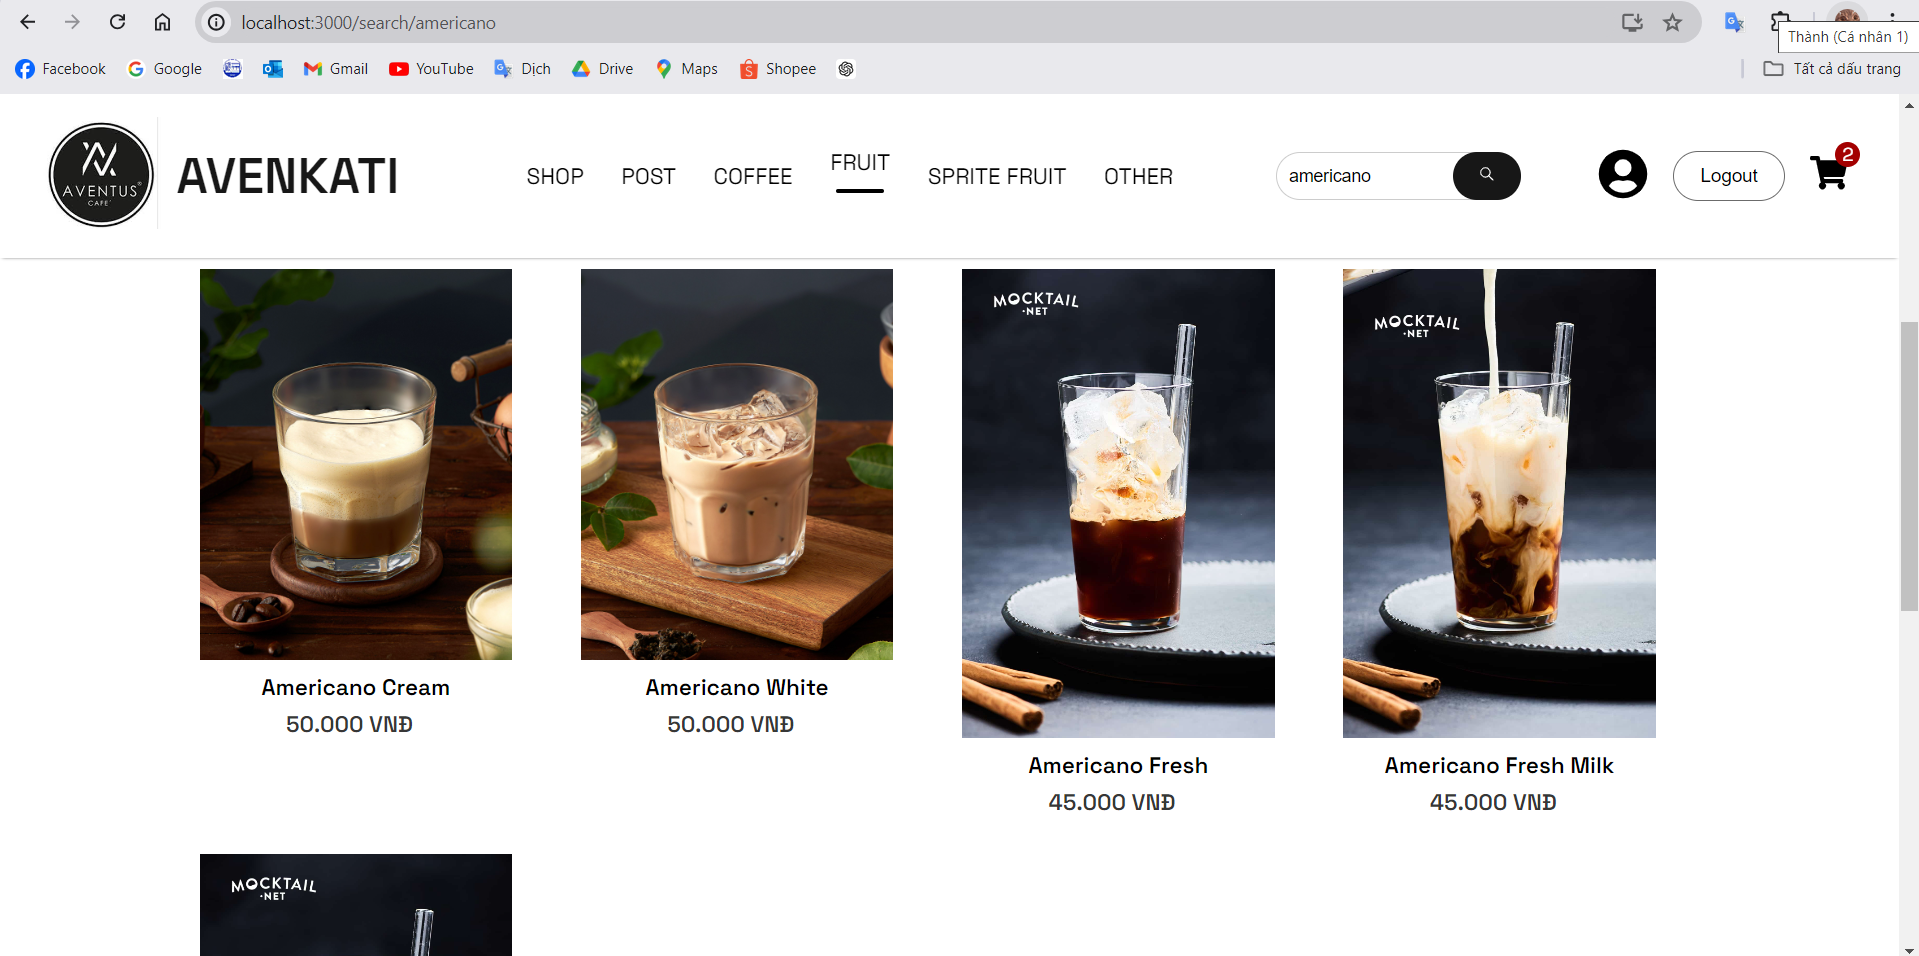 localhost:3000/search/americano
Thành (Cá nhân 1)
Facebook Google Gmail YouTube Dịch Drive Maps Shopee Tất cả dấu trang
AVENTUS®
CAFE´
AVENKATI
SHOP POST COFFEE FRUIT SPRITE FRUIT OTHER
americano
Logout
2
MOCKTAIL
·NET
MOCKTAIL
·NET
Americano Cream
50.000 VNĐ
Americano White
50.000 VNĐ
Americano Fresh
45.000 VNĐ
Americano Fresh Milk
45.000 VNĐ
MOCKTAIL
·NET